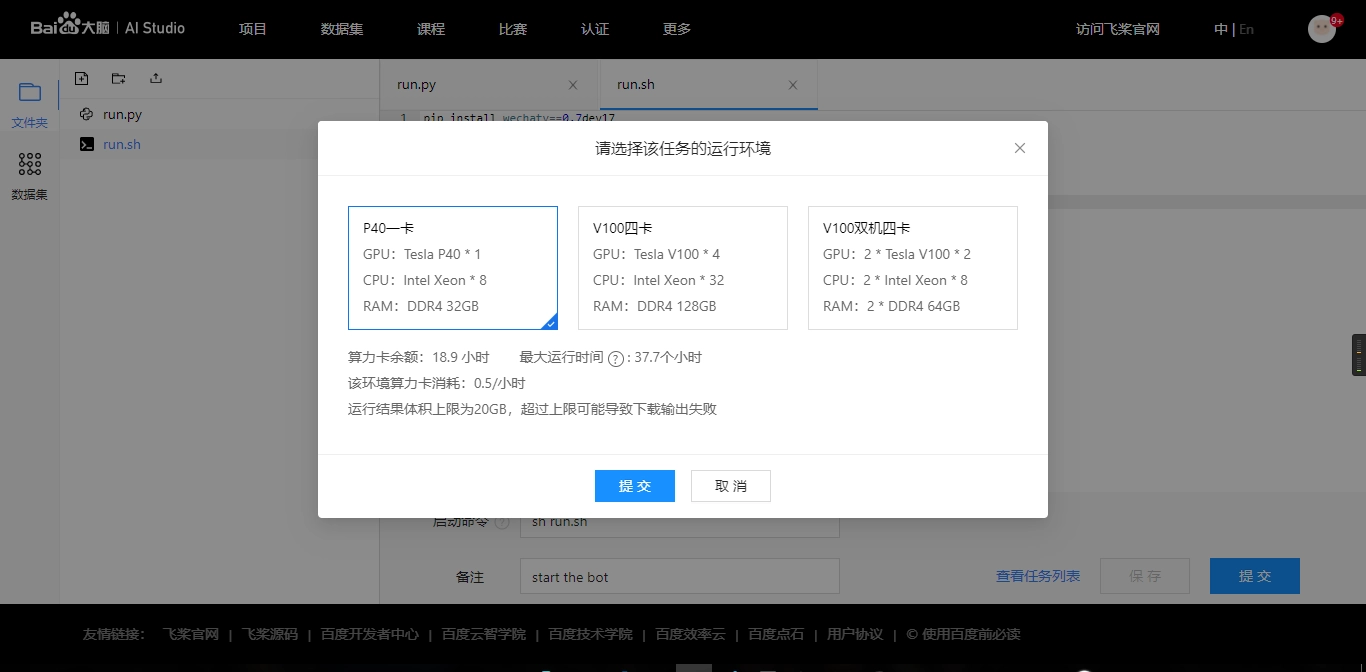 Bai du 大脑 | AI Studio
项目
数据集
课程
比赛
认证
更多
访问飞桨官网
中 | En
9+
文件夹
数据集
run.py
run.sh
run.py
run.sh
1 pip install wechaty==0.7dev17
请选择该任务的运行环境
P40一卡
GPU：Tesla P40 * 1
CPU：Intel Xeon * 8
RAM：DDR4 32GB
V100四卡
GPU：Tesla V100 * 4
CPU：Intel Xeon * 32
RAM：DDR4 128GB
V100双机四卡
GPU：2 * Tesla V100 * 2
CPU：2 * Intel Xeon * 8
RAM：2 * DDR4 64GB
算力卡余额：18.9 小时 最大运行时间 ? : 37.7个小时
该环境算力卡消耗：0.5/小时
运行结果体积上限为20GB，超过上限可能导致下载输出失败
提 交
取 消
启动命令 ? sh run.sh
备注 start the bot
查看任务列表
保 存
提 交
友情链接： 飞桨官网 | 飞桨源码 | 百度开发者中心 | 百度云智学院 | 百度技术学院 | 百度效率云 | 百度点石 | 用户协议 | © 使用百度前必读